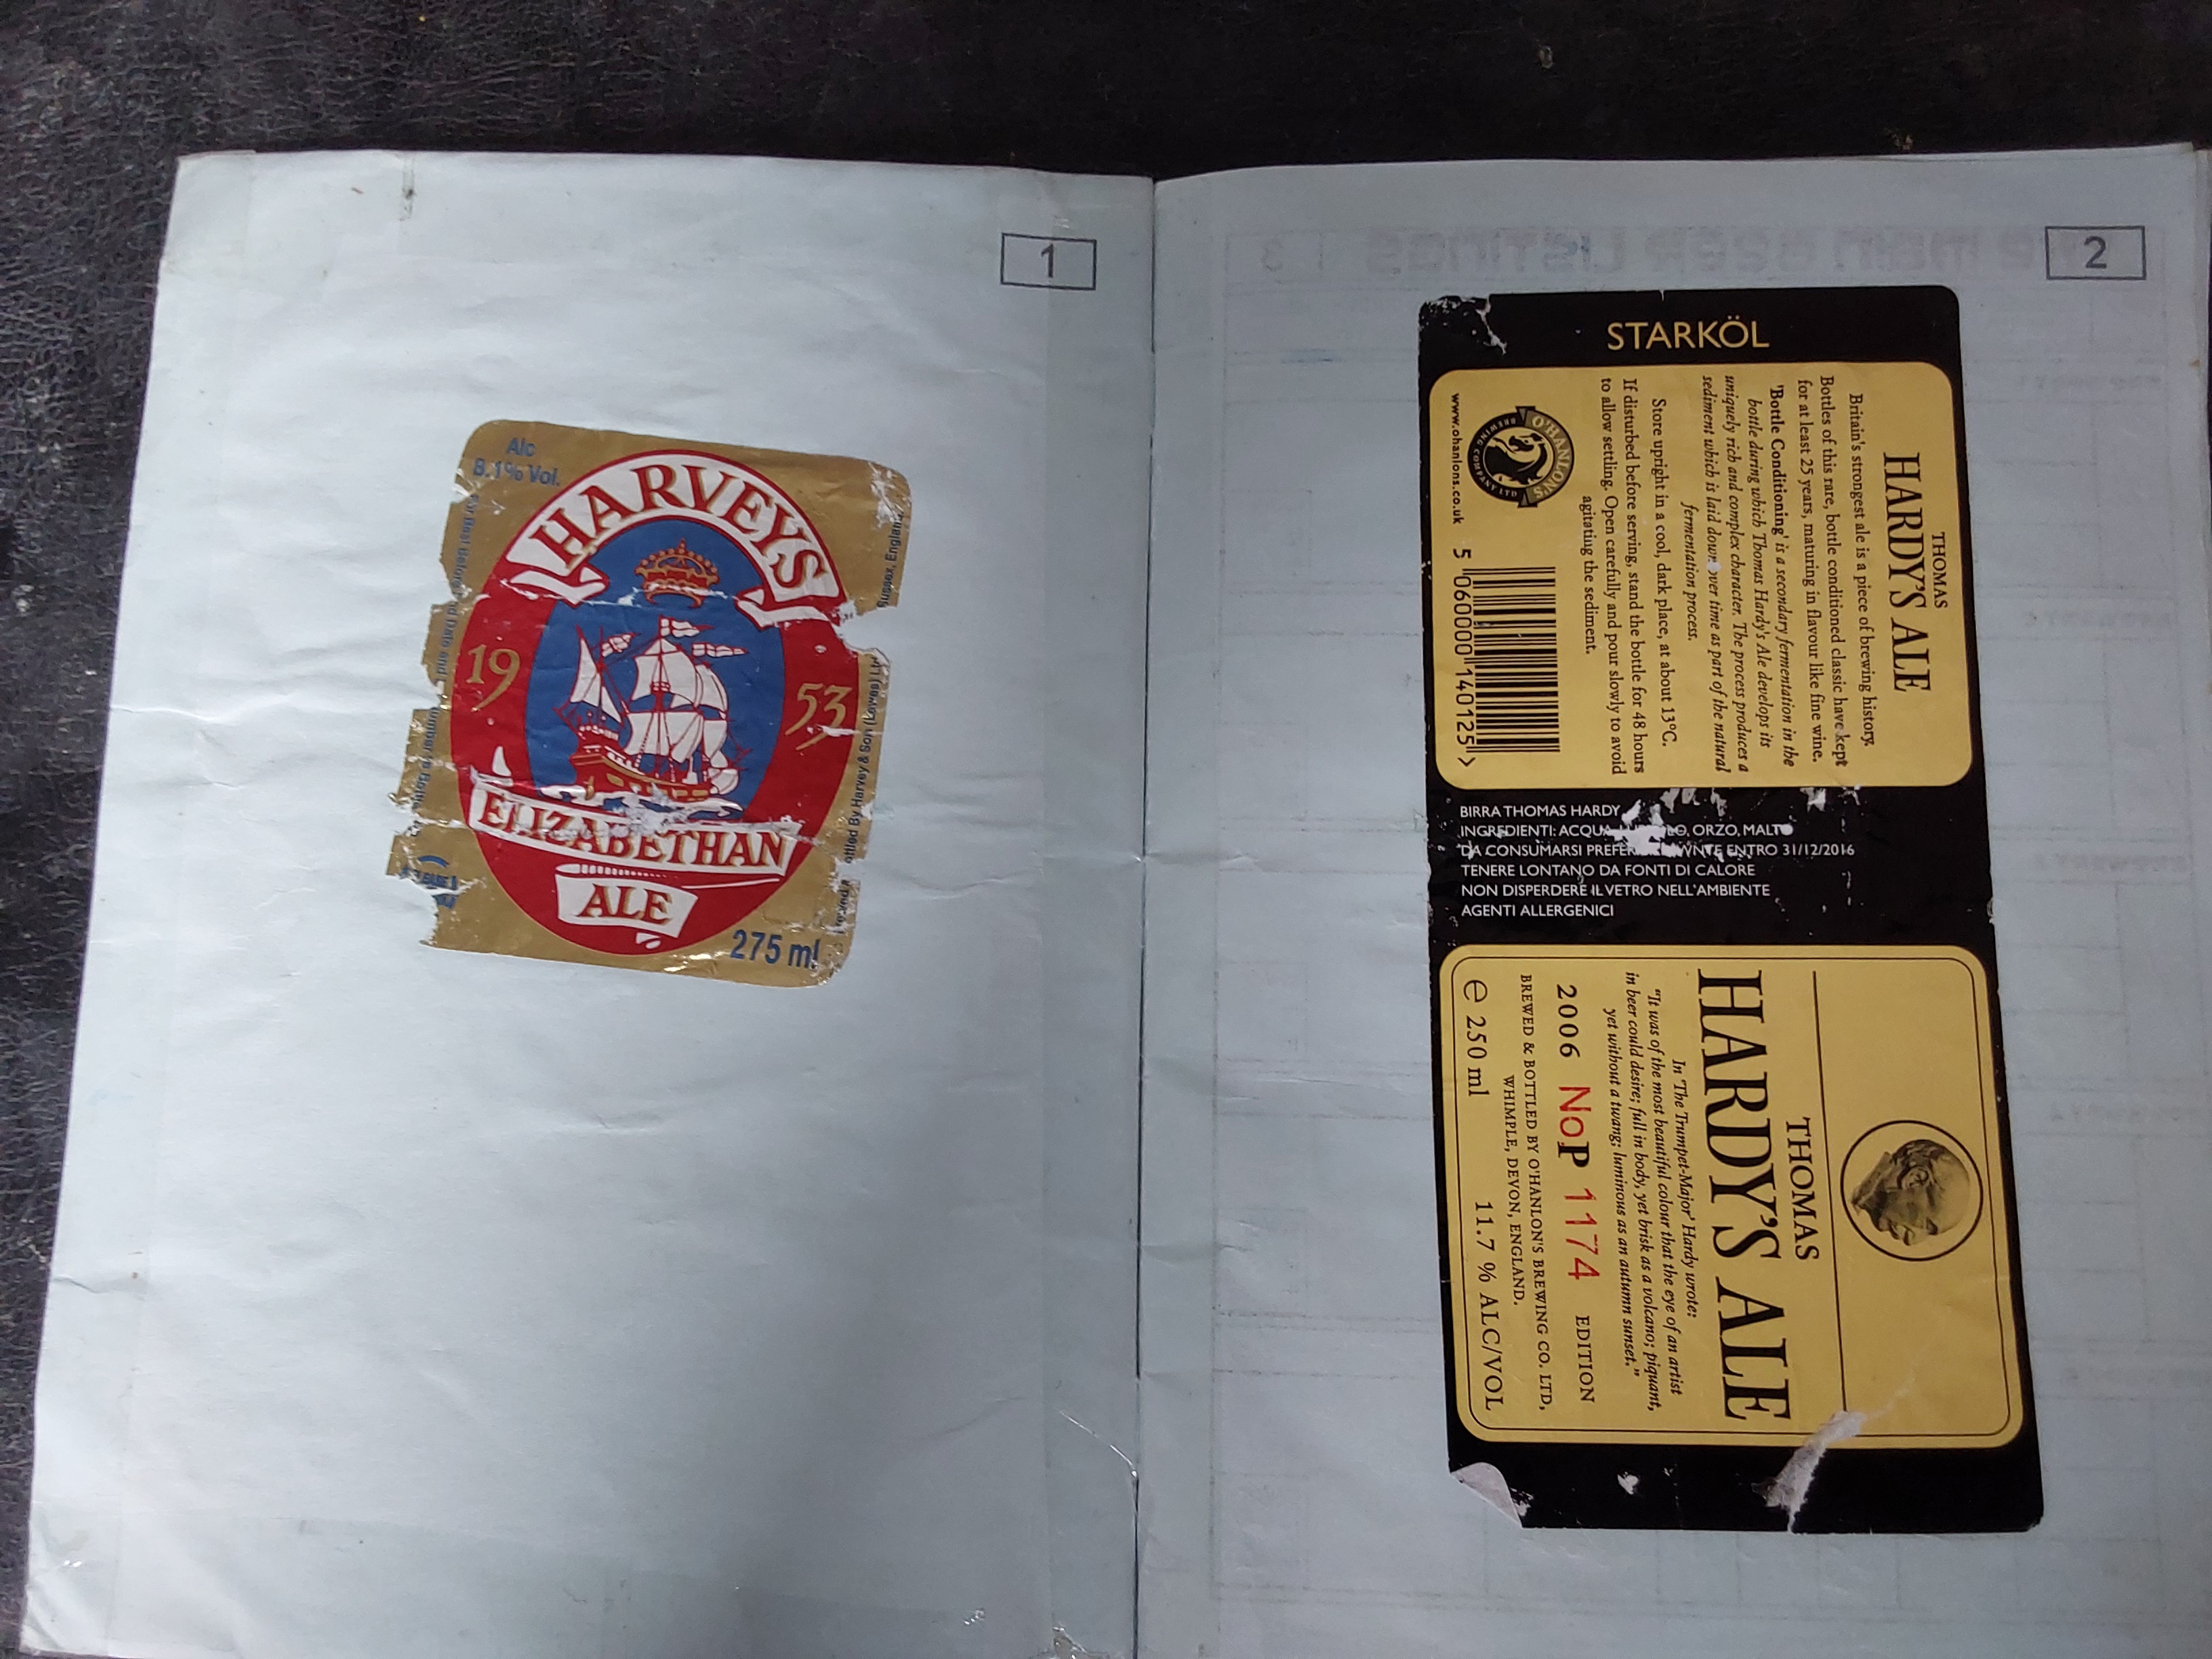 1
Alc
8.1% Vol.
HARVEYS
19
53
ELIZABETHAN
ALE
275 ml
For Best Before End Date and
Sussex, England
By Harvey & Son (Lewes) Lt
2
STARKÖL
THOMAS
HARDY'S ALE
Britain's strongest ale is a piece of brewing history.
Bottles of this rare, bottle conditioned classic have kept
for at least 25 years, maturing in flavour like fine wine.
'Bottle Conditioning' is a secondary fermentation in the
bottle during which Thomas Hardy's Ale develops its
uniquely rich and complex character. The process produces a
sediment which is laid down over time as part of the natural
fermentation process.
Store upright in a cool, dark place, at about 13°C.
If disturbed before serving, stand the bottle for 48 hours
to allow settling. Open carefully and pour slowly to avoid
agitating the sediment.
O'HANLON'S
BREWING COMPANY LTD
www.ohanlons.co.uk
5 060000 140125 >
BIRRA THOMAS HARDY
INGREDIENTI: ACQUA, LO, ORZO, MALTO
DA CONSUMARSI ENTRO 31/12/2016
TENERE LONTANO DA FONTI DI CALORE
NON DISPERDERE IL VETRO NELL'AMBIENTE
AGENTI ALLERGENICI
THOMAS
HARDY'S ALE
In 'The Trumpet-Major' Hardy wrote:
"It was of the most beautiful colour that the eye of an artist
in beer could desire; full in body, yet brisk as a volcano; piquant,
yet without a twang; luminous as an autumn sunset."
2006 No P 1174 EDITION
BREWED & BOTTLED BY O'HANLON'S BREWING CO. LTD,
WHIMPLE, DEVON, ENGLAND.
e 250 ml 11.7 % ALC/VOL